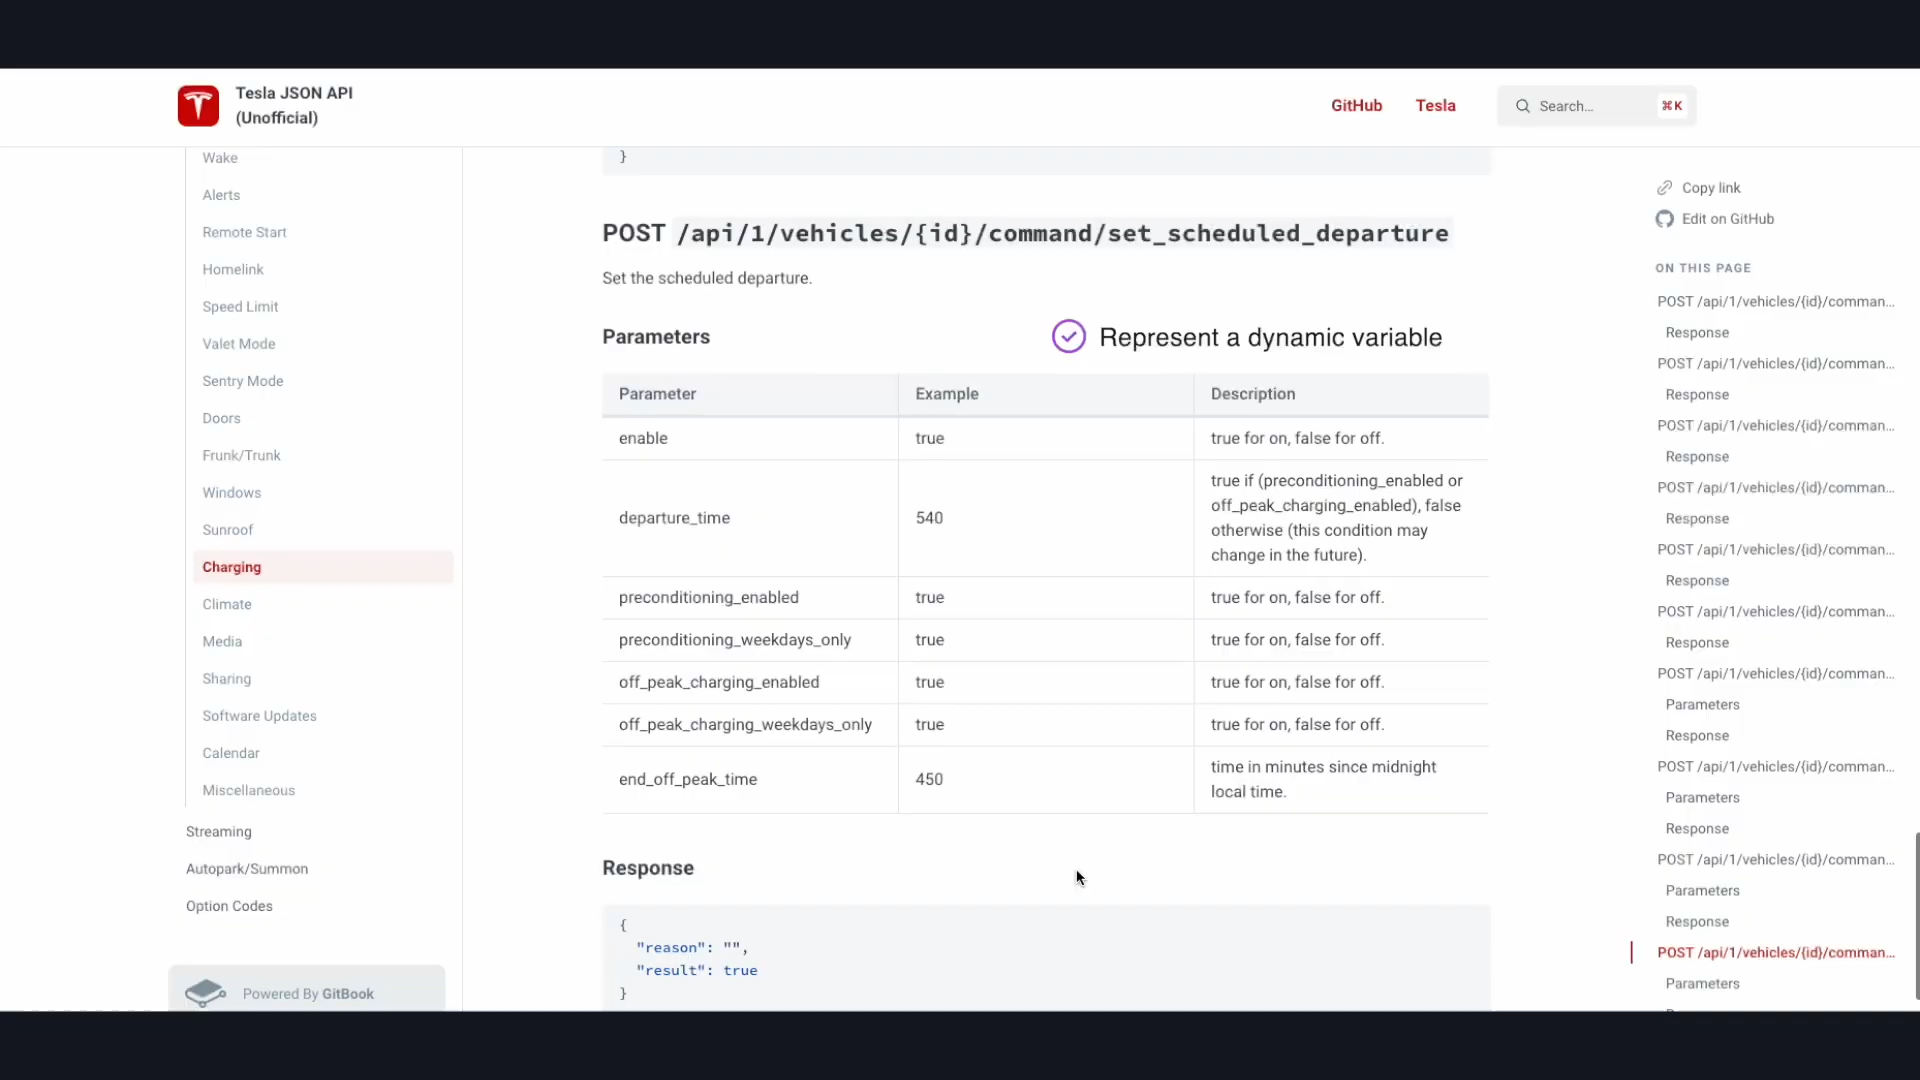 Tesla JSON API
(Unofficial)
GitHub
Tesla
Search...
⌘K
Wake
Alerts
Remote Start
Homelink
Speed Limit
Valet Mode
Sentry Mode
Doors
Frunk/Trunk
Windows
Sunroof
Charging
Climate
Media
Sharing
Software Updates
Calendar
Miscellaneous
Streaming
Autopark/Summon
Option Codes
Powered By GitBook
}
POST /api/1/vehicles/{id}/command/set_scheduled_departure
Set the scheduled departure.
Parameters
Represent a dynamic variable
Parameter Example Description
enable true true for on, false for off.
departure_time 540 true if (preconditioning_enabled or
off_peak_charging_enabled), false
otherwise (this condition may
change in the future).
preconditioning_enabled true true for on, false for off.
preconditioning_weekdays_only true true for on, false for off.
off_peak_charging_enabled true true for on, false for off.
off_peak_charging_weekdays_only true true for on, false for off.
end_off_peak_time 450 time in minutes since midnight
local time.
Response
{
"reason": "",
"result": true
}
Copy link
Edit on GitHub
ON THIS PAGE
POST /api/1/vehicles/{id}/comman...
Response
POST /api/1/vehicles/{id}/comman...
Response
POST /api/1/vehicles/{id}/comman...
Response
POST /api/1/vehicles/{id}/comman...
Response
POST /api/1/vehicles/{id}/comman...
Response
POST /api/1/vehicles/{id}/comman...
Response
POST /api/1/vehicles/{id}/comman...
Parameters
Response
POST /api/1/vehicles/{id}/comman...
Parameters
Response
POST /api/1/vehicles/{id}/comman...
Parameters
Response
POST /api/1/vehicles/{id}/comman...
Parameters